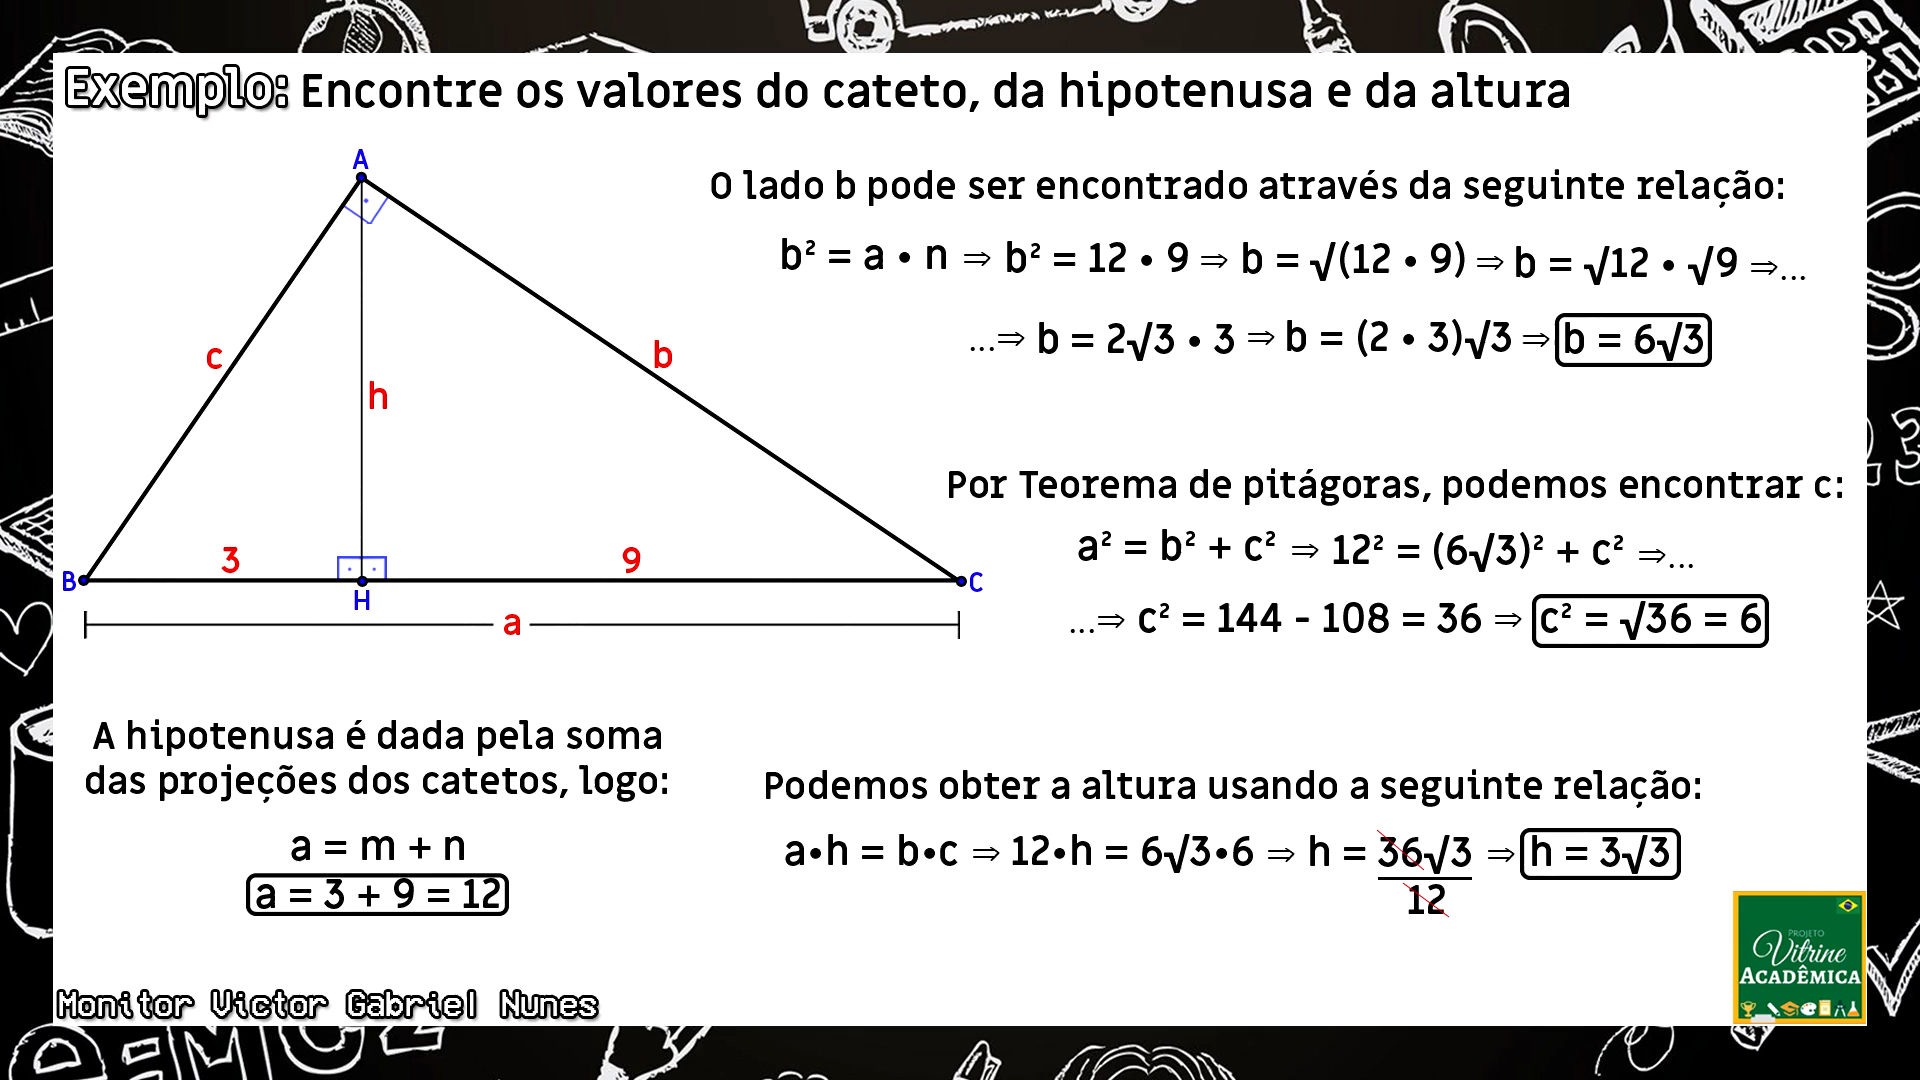 Exemplo: Encontre os valores do cateto, da hipotenusa e da altura
A
c
h
b
3
9
B
H
C
a
O lado b pode ser encontrado através da seguinte relação:
b² = a • n ⇒ b² = 12 • 9 ⇒ b = √(12 • 9) ⇒ b = √12 • √9 ⇒...
...⇒ b = 2√3 • 3 ⇒ b = (2 • 3)√3 ⇒ b = 6√3
Por Teorema de pitágoras, podemos encontrar c:
a² = b² + c² ⇒ 12² = (6√3)² + c² ⇒...
...⇒ c² = 144 - 108 = 36 ⇒ c² = √36 = 6
A hipotenusa é dada pela soma
das projeções dos catetos, logo:
a = m + n
a = 3 + 9 = 12
Podemos obter a altura usando a seguinte relação:
a•h = b•c ⇒ 12•h = 6√3•6 ⇒ h = 36√3 ⇒ h = 3√3
12
PROJETO
Vitrine
ACADÊMICA
Monitor Victor Gabriel Nunes